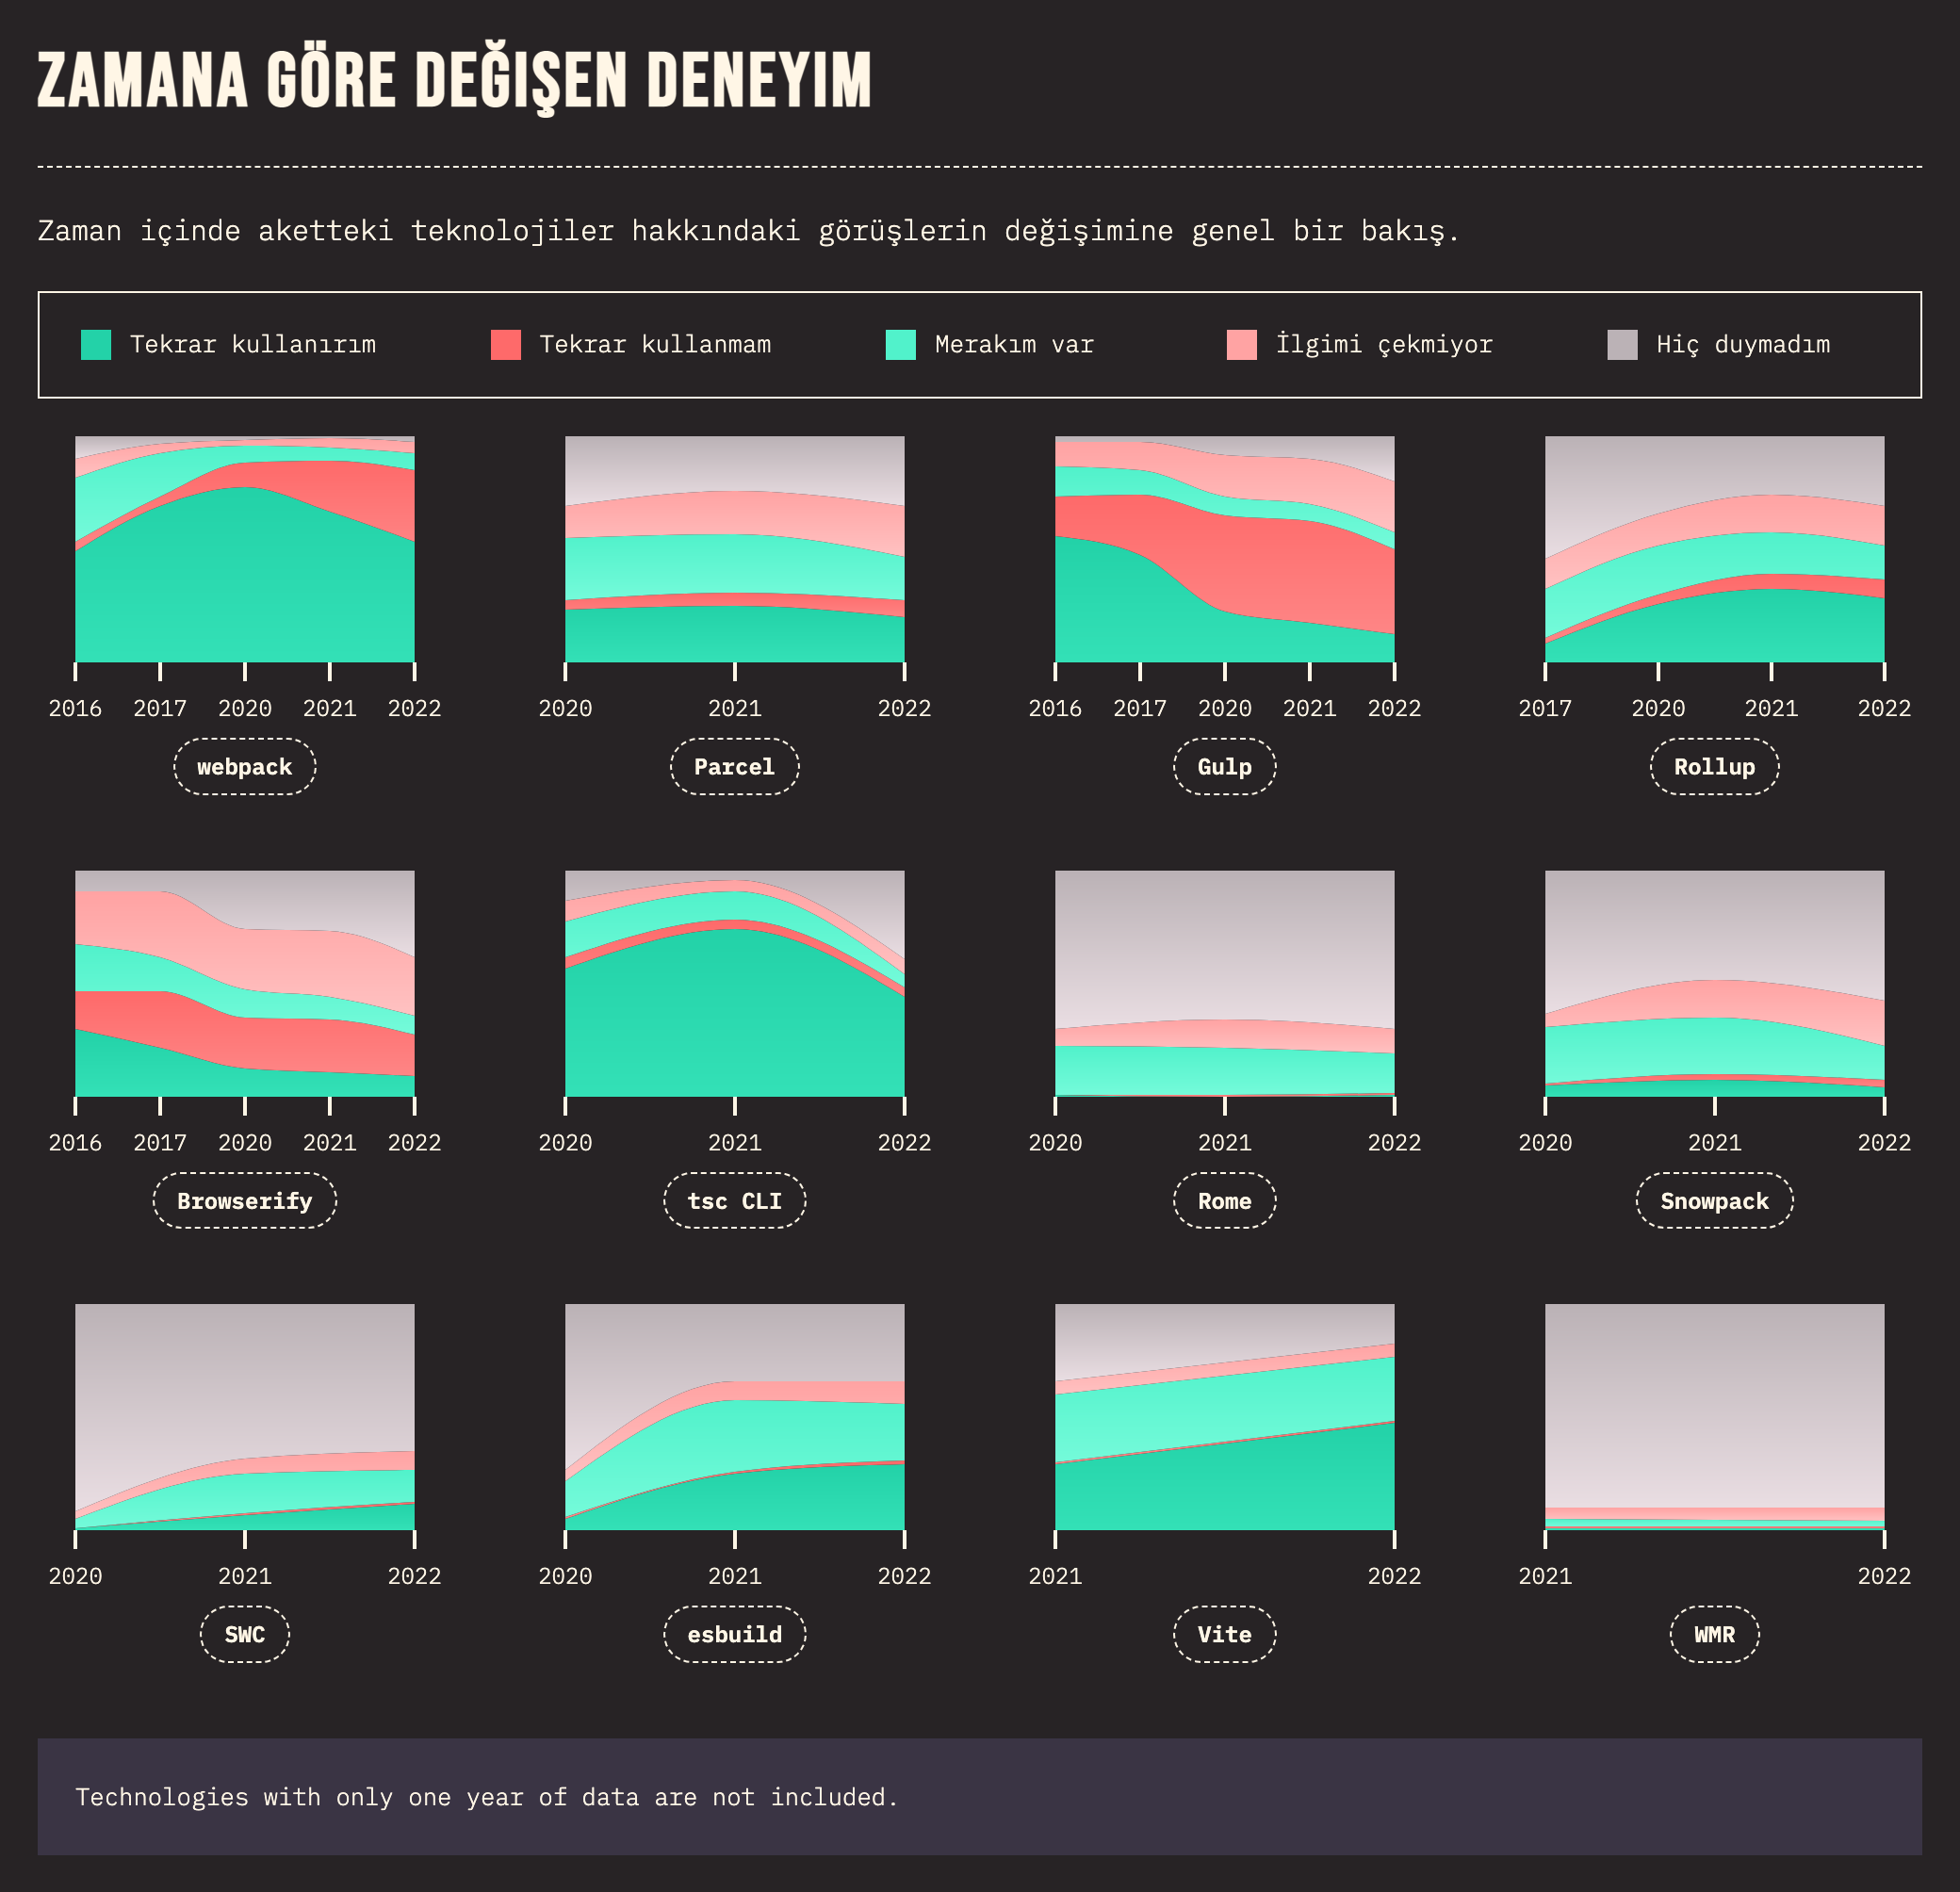 ZAMANA GÖRE DEĞIŞEN DENEYIM
Zaman içinde aketteki teknolojiler hakkındaki görüşlerin değişimine genel bir bakış.
Tekrar kullanırım Tekrar kullanmam Merakım var İlgimi çekmiyor Hiç duymadım
2016 2017 2020 2021 2022 2020 2021 2022 2016 2017 2020 2021 2022 2017 2020 2021 2022
webpack Parcel Gulp Rollup
2016 2017 2020 2021 2022 2020 2021 2022 2020 2021 2022 2020 2021 2022
Browserify tsc CLI Rome Snowpack
2020 2021 2022 2020 2021 2022 2021 2022 2021 2022
SWC esbuild Vite WMR
Technologies with only one year of data are not included.